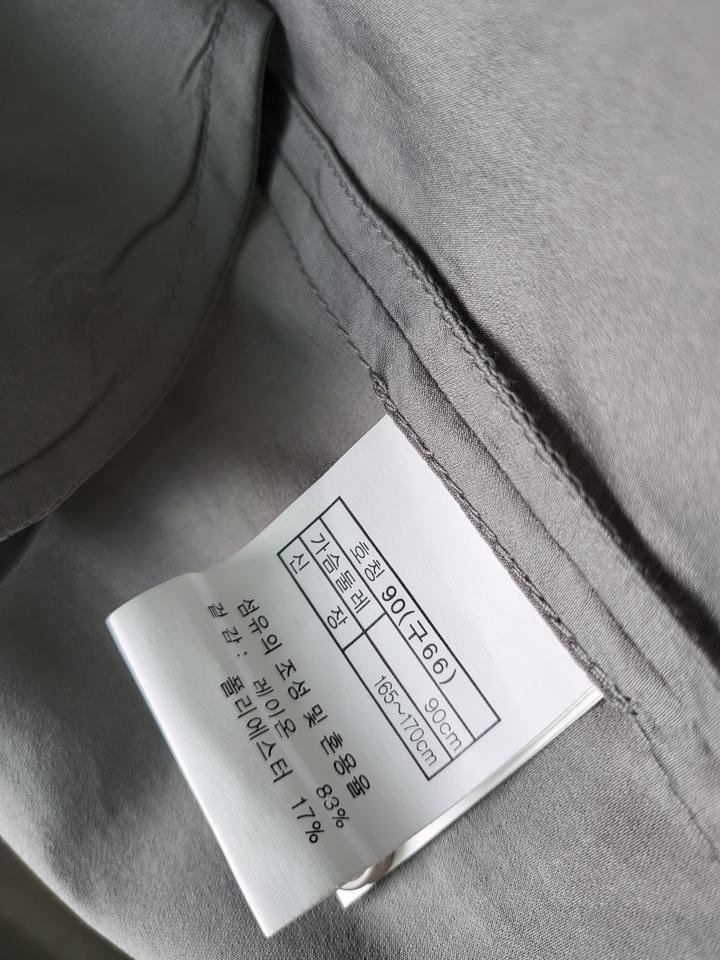 호칭 90(구66)
가슴둘레 90cm
신 장 165~170cm
섬유의 조성 및 혼용율
겉 감 : 레이온 83%
폴리에스터 17%